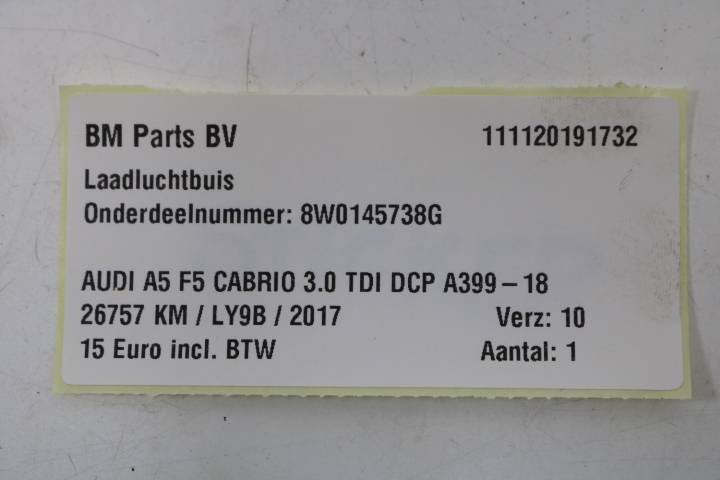 BM Parts BV 111120191732
Laadluchtbuis
Onderdeelnummer: 8W0145738G
AUDI A5 F5 CABRIO 3.0 TDI DCP A399-18
26757 KM / LY9B / 2017 Verz: 10
15 Euro incl. BTW Aantal: 1